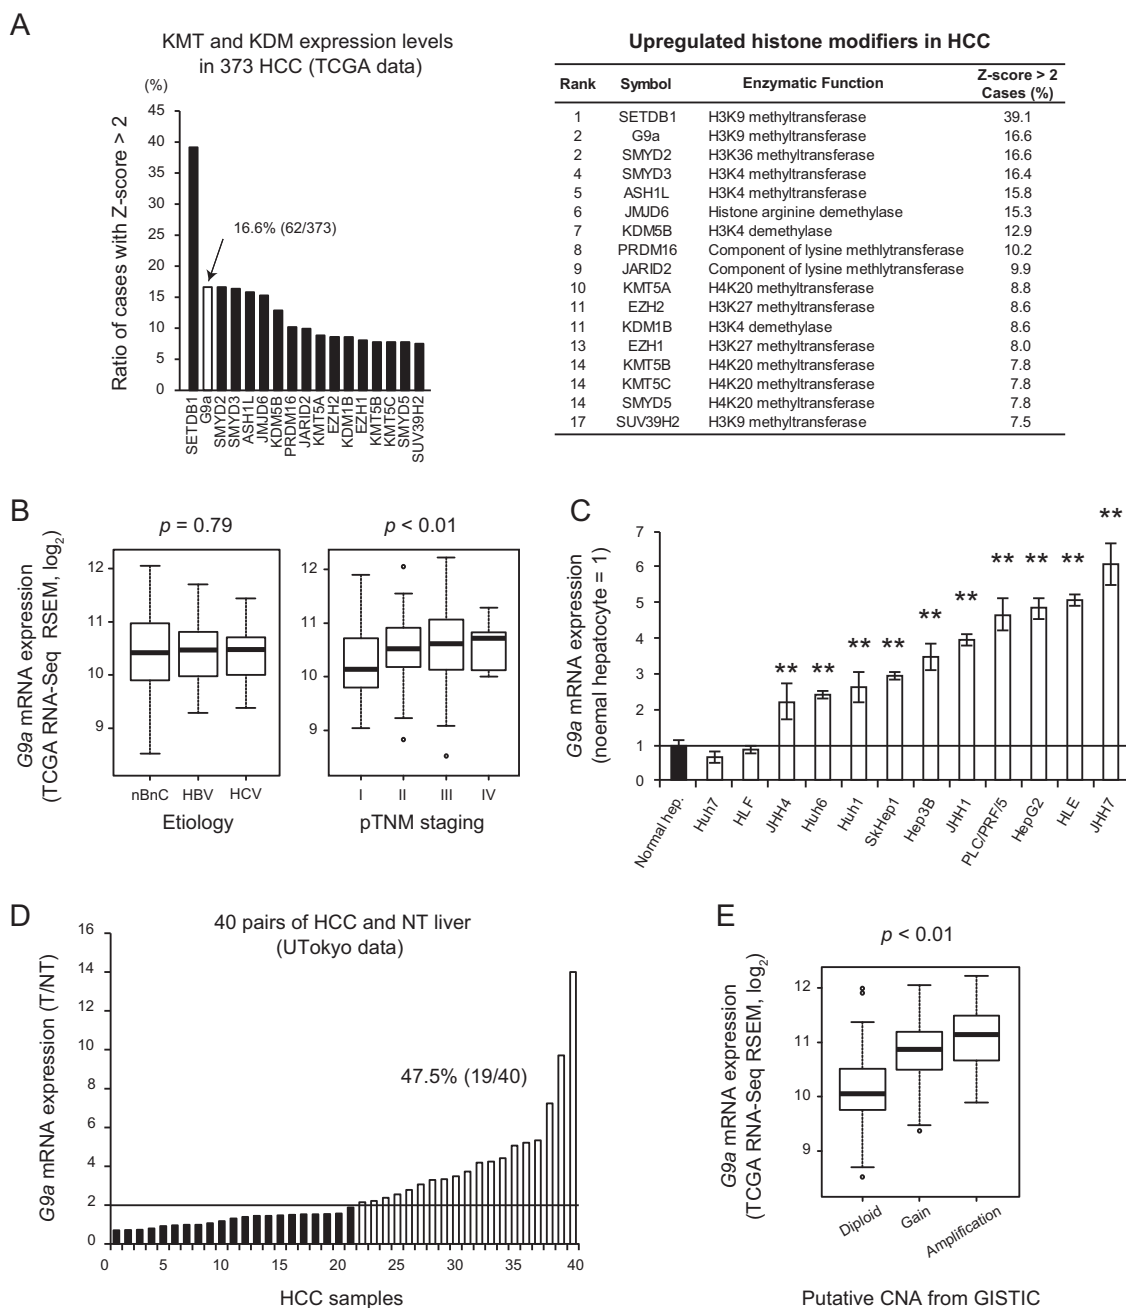 A
KMT and KDM expression levels
in 373 HCC (TCGA data)
(%)
Ratio of cases with Z-score > 2
45
40
35
30
25
20
15
10
5
0
16.6% (62/373)
SETDB1
G9a
SMYD2
SMYD3
ASH1L
JMJD6
KDM5B
PRDM16
JARID2
KMT5A
EZH2
KDM1B
EZH1
KMT5B
KMT5C
SMYD5
SUV39H2
Upregulated histone modifiers in HCC
Rank Symbol Enzymatic Function Z-score > 2 Cases (%)
1 SETDB1 H3K9 methyltransferase 39.1
2 G9a H3K9 methyltransferase 16.6
2 SMYD2 H3K36 methyltransferase 16.6
4 SMYD3 H3K4 methyltransferase 16.4
5 ASH1L H3K4 methyltransferase 15.8
6 JMJD6 Histone arginine demethylase 15.3
7 KDM5B H3K4 demethylase 12.9
8 PRDM16 Component of lysine methlytransferase 10.2
9 JARID2 Component of lysine methlytransferase 9.9
10 KMT5A H4K20 methyltransferase 8.8
11 EZH2 H3K27 methyltransferase 8.6
11 KDM1B H3K4 demethylase 8.6
13 EZH1 H3K27 methyltransferase 8.0
14 KMT5B H4K20 methyltransferase 7.8
14 KMT5C H4K20 methyltransferase 7.8
14 SMYD5 H4K20 methyltransferase 7.8
17 SUV39H2 H3K9 methyltransferase 7.5
B
G9a mRNA expression
(TCGA RNA-Seq RSEM, log2)
p = 0.79
12
11
10
9
nBnC HBV HCV
Etiology
p < 0.01
12
11
10
9
I II III IV
pTNM staging
C
G9a mRNA expression
(noemal hepatocyte = 1)
7
6
5
4
3
2
1
0
** ** ** ** ** ** ** ** ** **
Normal hep.
Huh7
HLF
JHH4
Huh6
Huh1
SkHep1
Hep3B
JHH1
PLC/PRF/5
HepG2
HLE
JHH7
D
40 pairs of HCC and NT liver
(UTokyo data)
G9a mRNA expression (T/NT)
16
14
12
10
8
6
4
2
0
47.5% (19/40)
0 5 10 15 20 25 30 35 40
HCC samples
E
p < 0.01
G9a mRNA expression
(TCGA RNA-Seq RSEM, log2)
12
11
10
9
Diploid
Gain
Amplification
Putative CNA from GISTIC